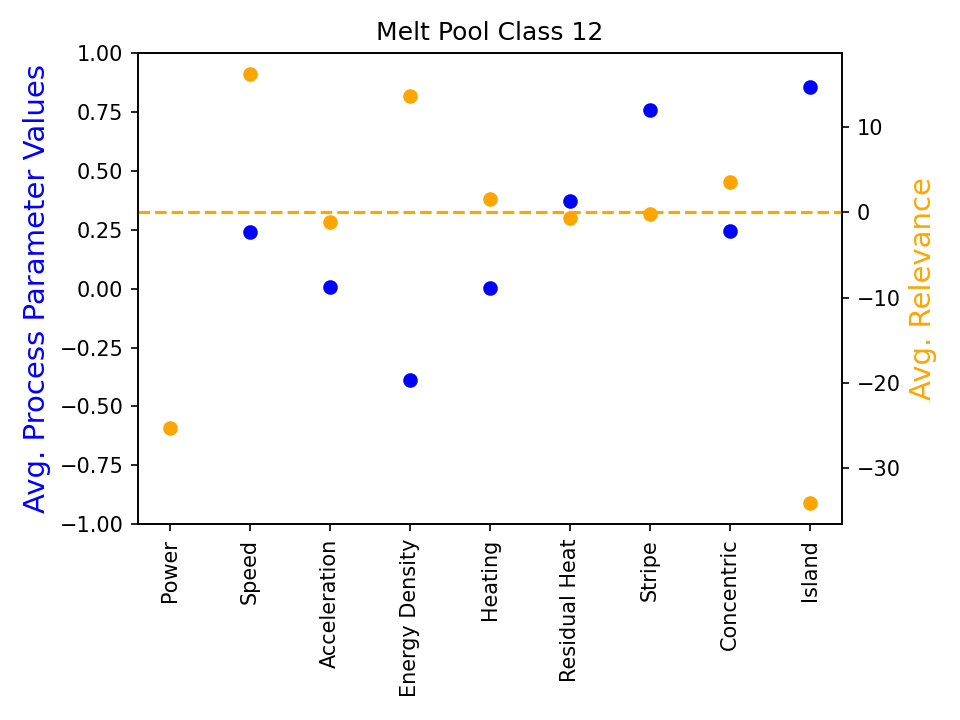 Melt Pool Class 12
Avg. Process Parameter Values
1.00
0.75
0.50
0.25
0.00
−0.25
−0.50
−0.75
−1.00
10
0
−10
−20
−30
Avg. Relevance
Power
Speed
Acceleration
Energy Density
Heating
Residual Heat
Stripe
Concentric
Island